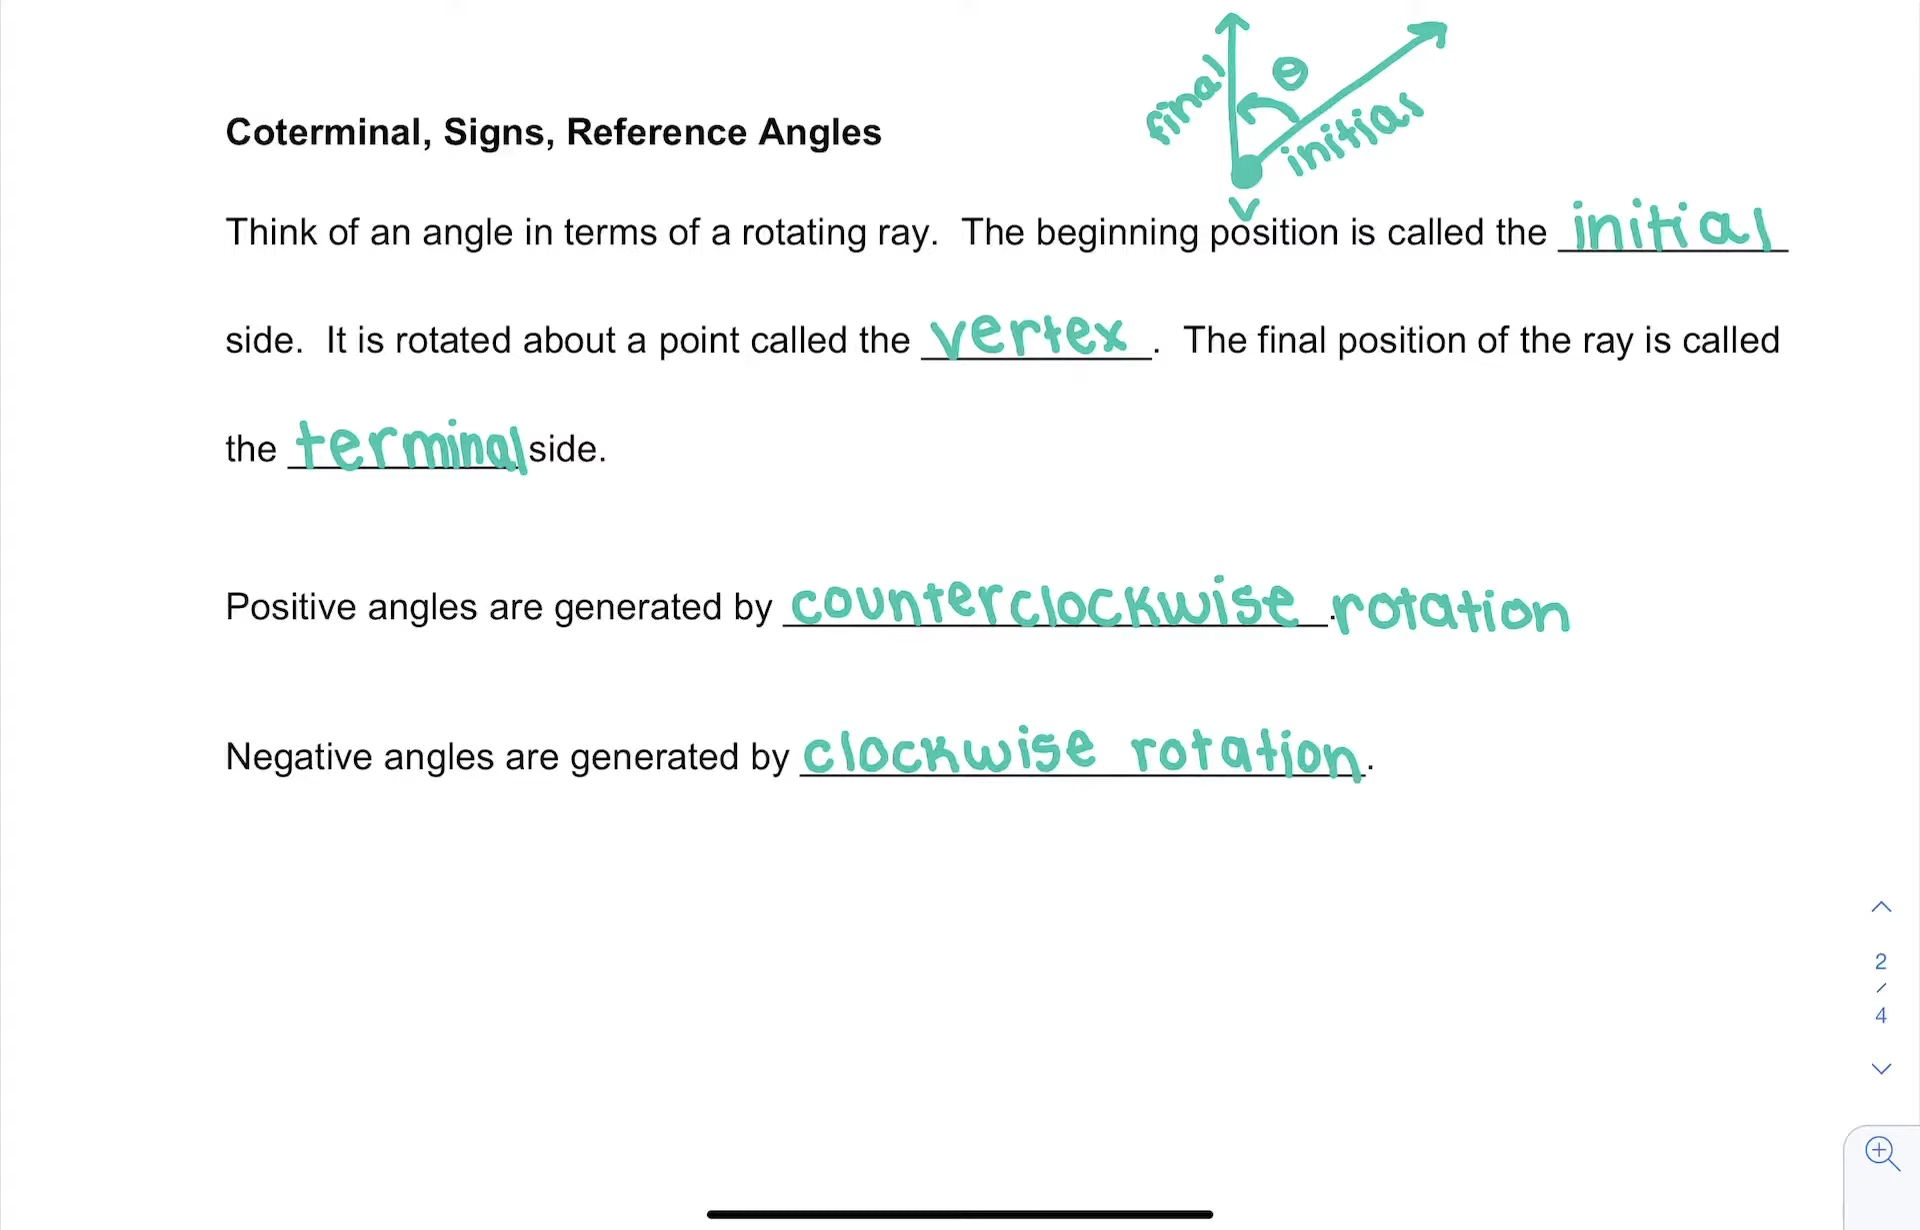 final
θ
initial
v
Coterminal, Signs, Reference Angles
Think of an angle in terms of a rotating ray. The beginning position is called the initial
side. It is rotated about a point called the vertex. The final position of the ray is called
the terminal side.
Positive angles are generated by counterclockwise.rotation
Negative angles are generated by clockwise rotation.
2
/
4